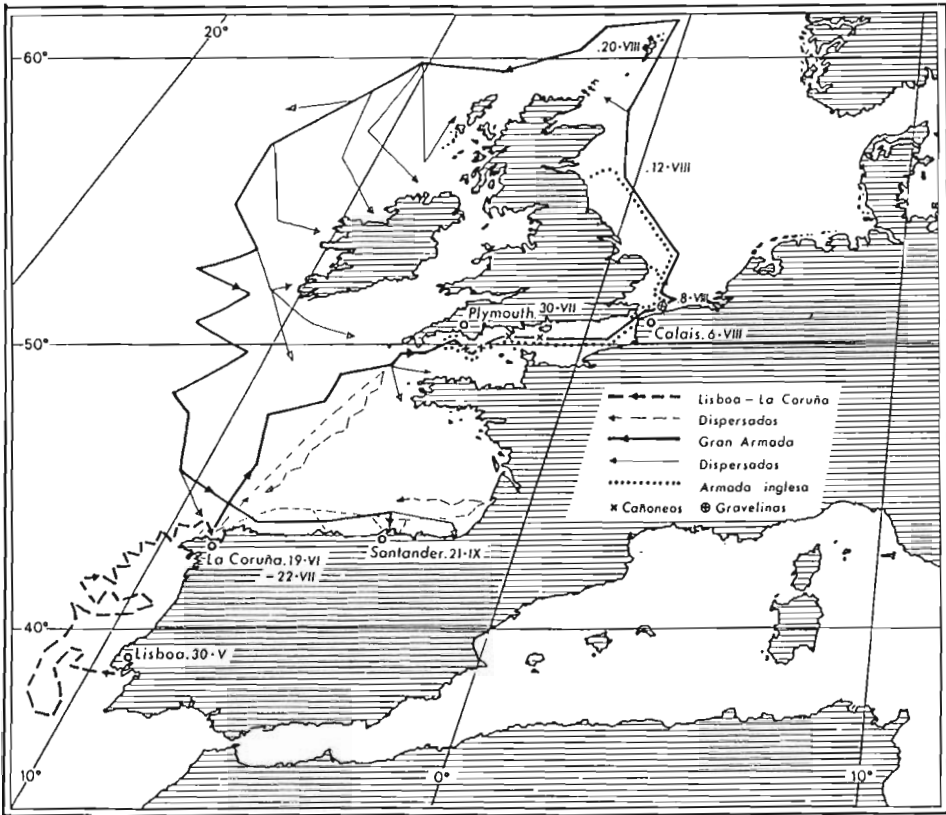 20°
60°
.20·VIII
.12·VIII
Plymouth. 30·VII
.8·VIII
Calais. 6·VIII
50°
Lisboa – La Coruña
Dispersados
Gran Armada
Dispersados
Armada inglesa
x Cañoneos ⊕ Gravelinas
La Coruña. 19·VI
– 22·VII
Santander. 21·IX
40°
Lisboa. 30·V
10°
0°
10°